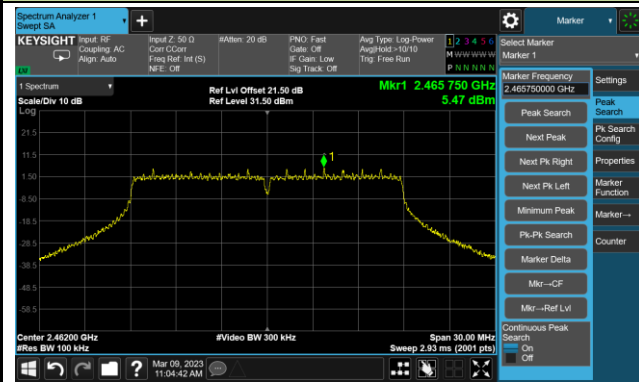 Spectrum Analyzer 1
Swept SA
+
Marker
KEYSIGHT
Input: RF
Coupling: AC
Align: Auto
Input Z: 50 Ω
Corr CCorr
Freq Ref: Int (S)
NFE: Off
#Atten: 20 dB
PNO: Fast
Gate: Off
IF Gain: Low
Sig Track: Off
Avg Type: Log-Power
Avg|Hold:>10/10
Trig: Free Run
1 2 3 4 5 6
M W W W W W
P N N N N N
LXI
Select Marker
Marker 1
1 Spectrum
Ref Lvl Offset 21.50 dB
Mkr1 2.465 750 GHz
Scale/Div 10 dB
Ref Level 31.50 dBm
5.47 dBm
Log
21.5
11.5
1.50
-8.50
-18.5
-28.5
-38.5
-48.5
-58.5
1
Center 2.46200 GHz
#Video BW 300 kHz
Span 30.00 MHz
#Res BW 100 kHz
Sweep 2.93 ms (2001 pts)
Marker Frequency
2.465750000 GHz
Peak Search
Next Peak
Next Pk Right
Next Pk Left
Minimum Peak
Pk-Pk Search
Marker Delta
Mkr→CF
Mkr→Ref Lvl
Continuous Peak
Search
On
Off
Settings
Peak
Search
Pk Search
Config
Properties
Marker
Function
Marker→
Counter
?
Mar 09, 2023
11:04:42 AM